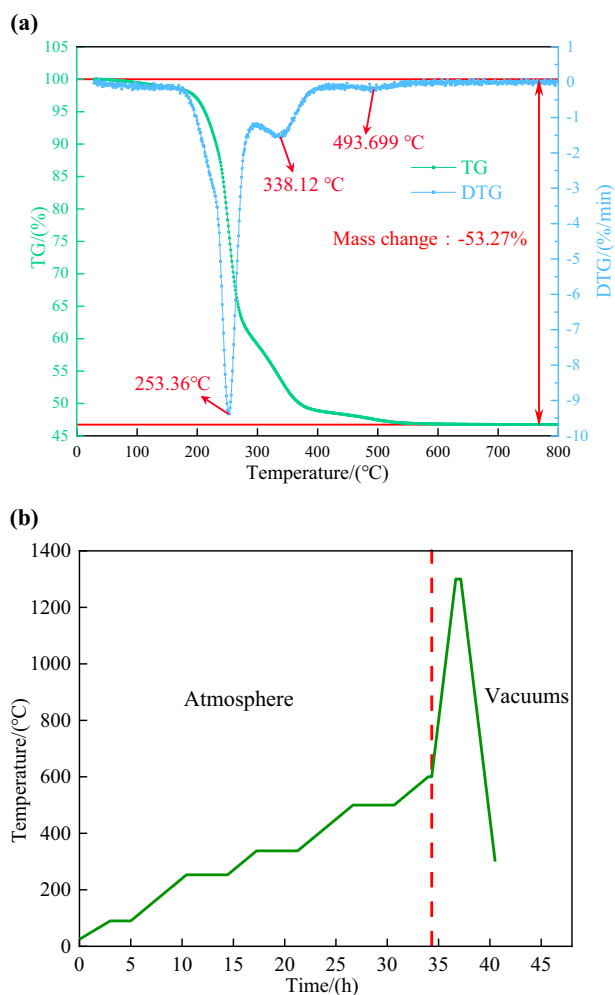 (a)
105
100
95
90
85
80
75
70
65
60
55
50
45
TG/(%)
0 100 200 300 400 500 600 700 800
Temperature/(℃)
1
0
-1
-2
-3
-4
-5
-6
-7
-8
-9
-10
DTG/(%/min)
493.699 ℃
338.12 ℃
TG
DTG
Mass change：-53.27%
253.36℃
(b)
1400
1200
1000
800
600
400
200
0
Temperature/(℃)
Atmosphere
Vacuums
0 5 10 15 20 25 30 35 40 45
Time/(h)